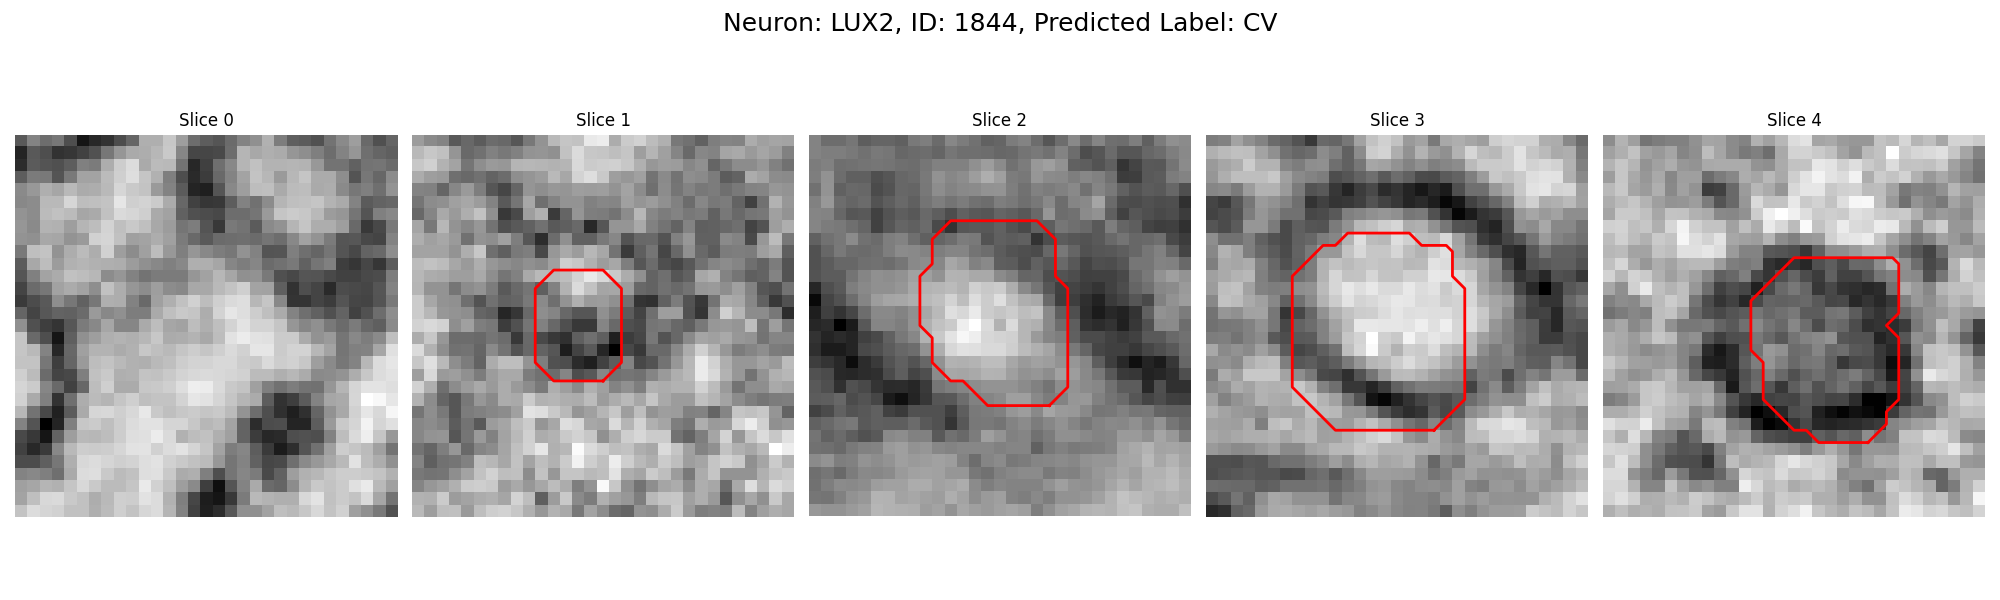 Neuron: LUX2, ID: 1844, Predicted Label: CV
Slice 0
Slice 1
Slice 2
Slice 3
Slice 4